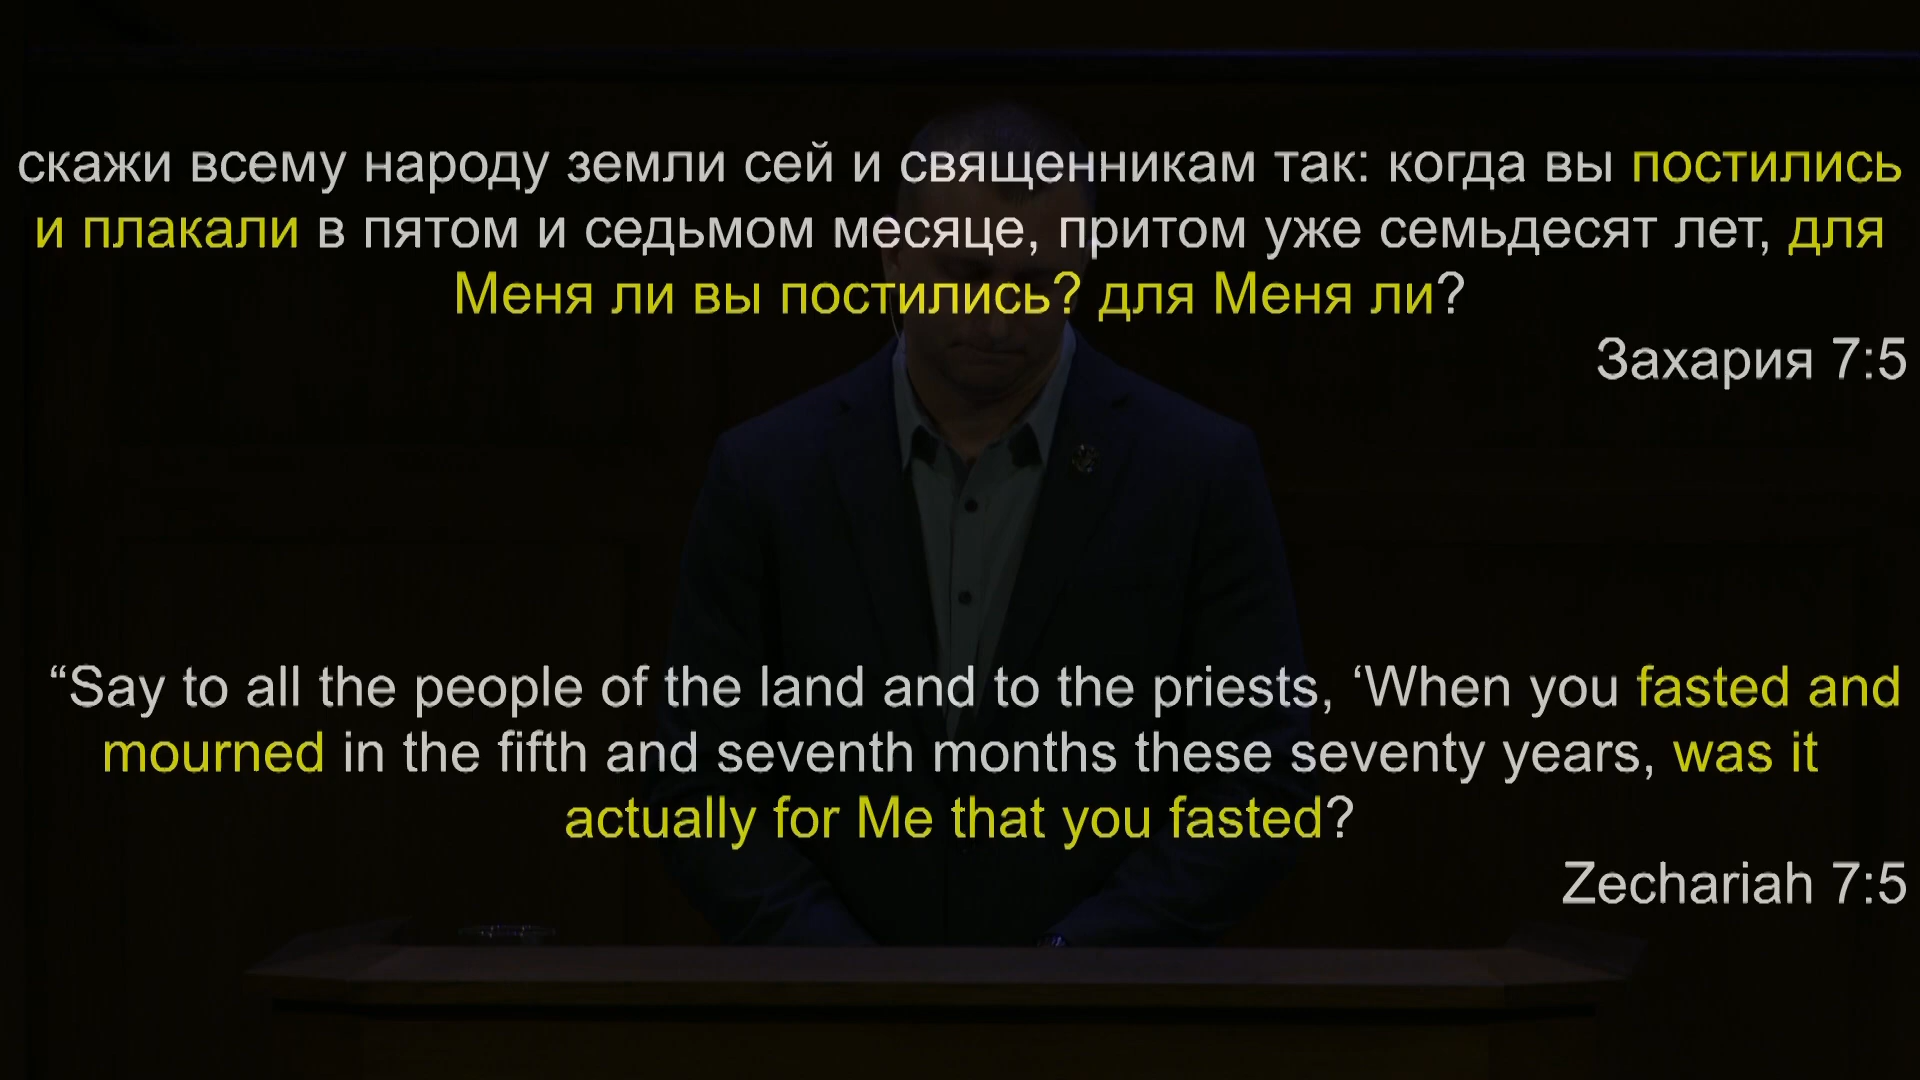 скажи всему народу земли сей и священникам так: когда вы постились
и плакали в пятом и седьмом месяце, притом уже семьдесят лет, для
Меня ли вы постились? для Меня ли?
Захария 7:5
“Say to all the people of the land and to the priests, ‘When you fasted and
mourned in the fifth and seventh months these seventy years, was it
actually for Me that you fasted?
Zechariah 7:5